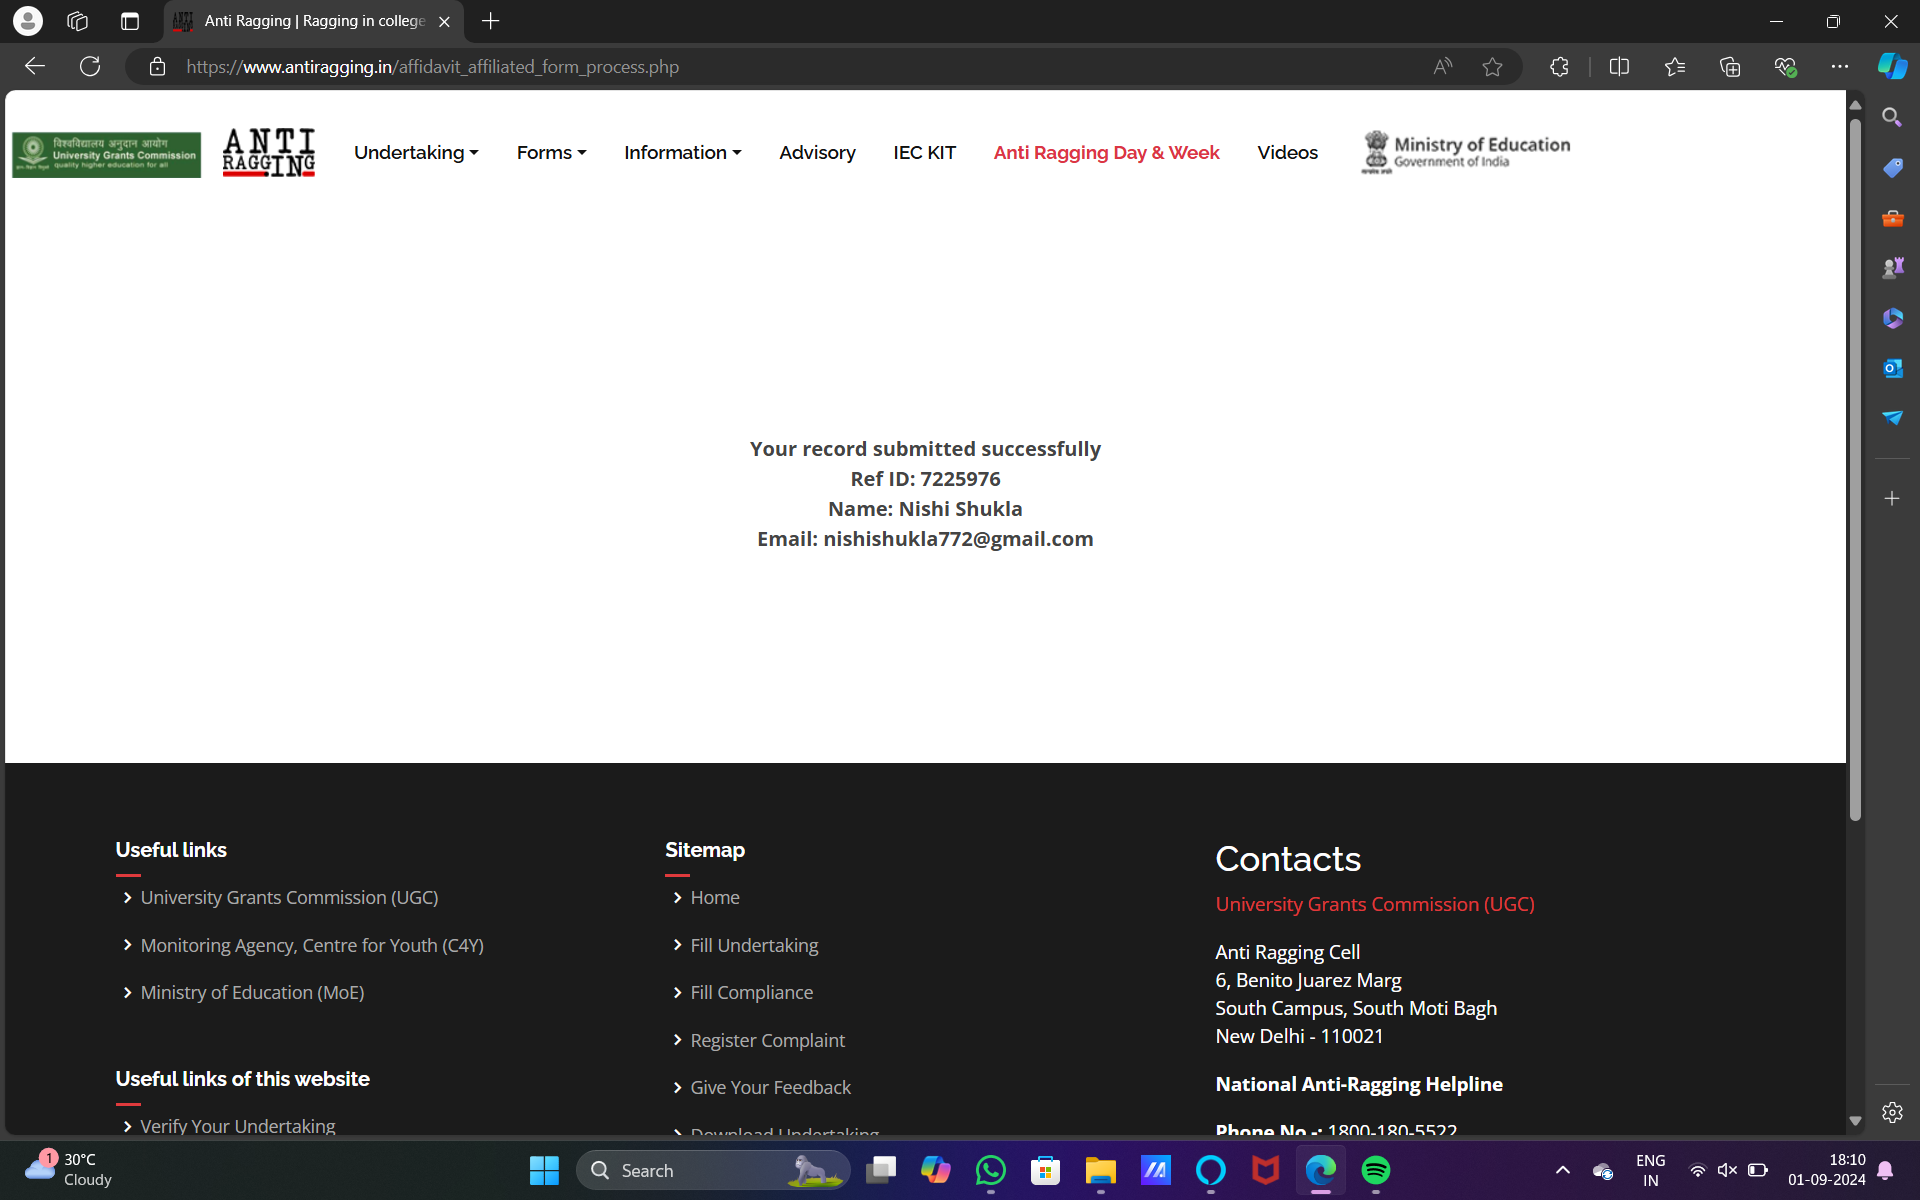 Anti Ragging | Ragging in college
https://www.antiragging.in/affidavit_affiliated_form_process.php
विश्वविद्यालय अनुदान आयोग
University Grants Commission
quality higher education for all
ANTI
RAGGING
Undertaking
Forms
Information
Advisory
IEC KIT
Anti Ragging Day & Week
Videos
Ministry of Education
Government of India
Your record submitted successfully
Ref ID: 7225976
Name: Nishi Shukla
Email: nishishukla772@gmail.com
Useful links
University Grants Commission (UGC)
Monitoring Agency, Centre for Youth (C4Y)
Ministry of Education (MoE)
Useful links of this website
Verify Your Undertaking
Sitemap
Home
Fill Undertaking
Fill Compliance
Register Complaint
Give Your Feedback
Download Undertaking
Contacts
University Grants Commission (UGC)
Anti Ragging Cell
6, Benito Juarez Marg
South Campus, South Moti Bagh
New Delhi - 110021
National Anti-Ragging Helpline
Phone No -: 1800-180-5522
1
30°C
Cloudy
Search
ENG
IN
18:10
01-09-2024